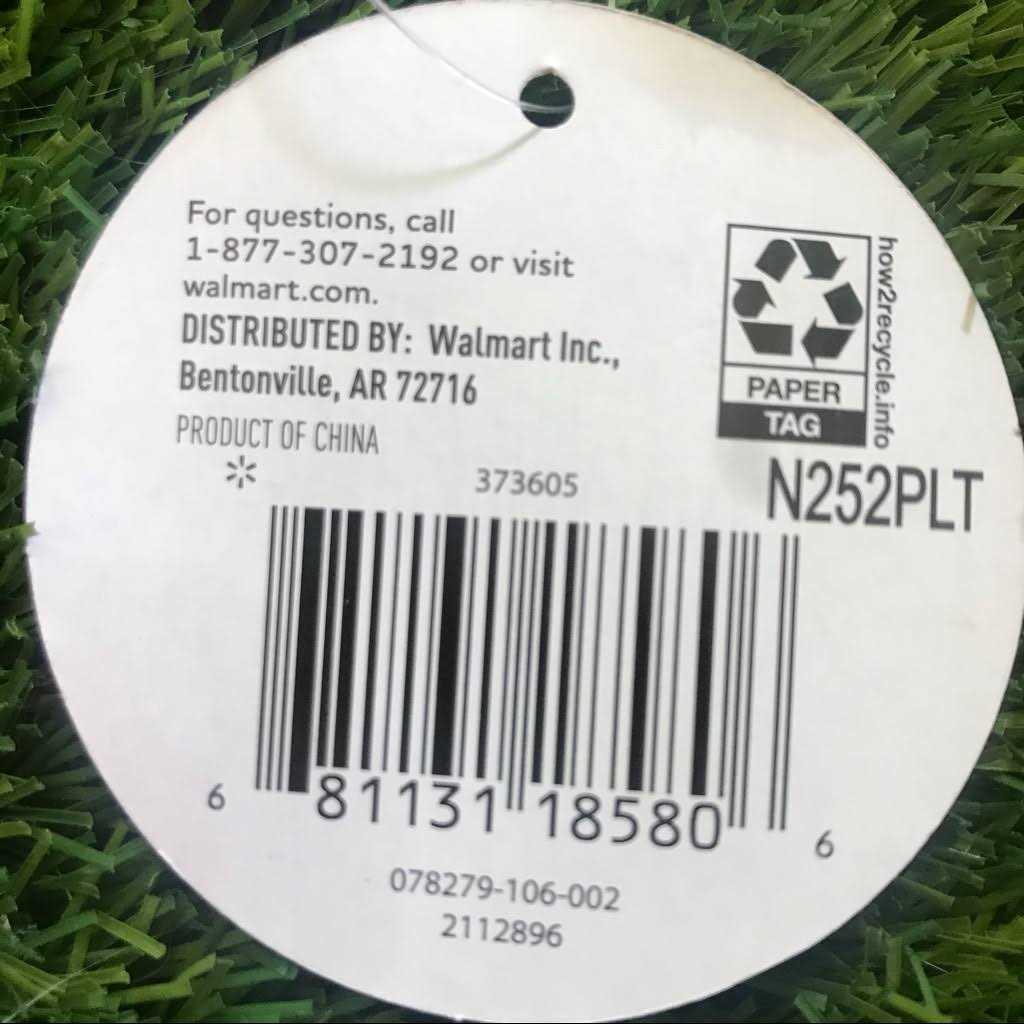 For questions, call
1-877-307-2192 or visit
walmart.com.
DISTRIBUTED BY: Walmart Inc.,
Bentonville, AR 72716
PRODUCT OF CHINA
how2recycle.info
PAPER
TAG
N252PLT
373605
6 81131 18580 6
078279-106-002
2112896